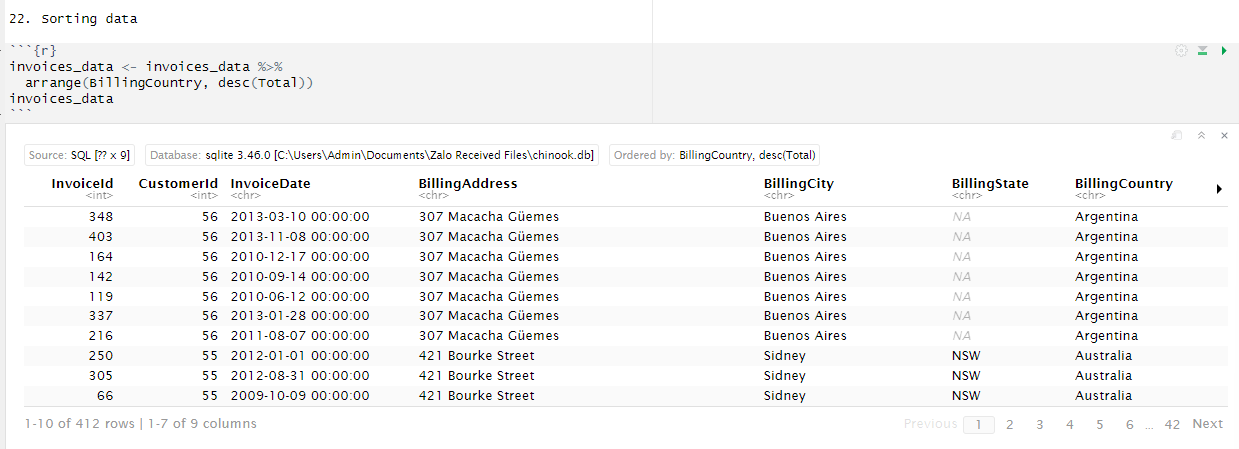 22. Sorting data
```{r}
invoices_data <- invoices_data %>%
  arrange(BillingCountry, desc(Total))
invoices_data
```
Source: SQL [?? x 9] Database: sqlite 3.46.0 [C:\Users\Admin\Documents\Zalo Received Files\chinook.db] Ordered by: BillingCountry, desc(Total)
InvoiceId CustomerId InvoiceDate BillingAddress BillingCity BillingState BillingCountry
<int> <int> <chr> <chr> <chr> <chr> <chr>
348 56 2013-03-10 00:00:00 307 Macacha Güemes Buenos Aires NA Argentina
403 56 2013-11-08 00:00:00 307 Macacha Güemes Buenos Aires NA Argentina
164 56 2010-12-17 00:00:00 307 Macacha Güemes Buenos Aires NA Argentina
142 56 2010-09-14 00:00:00 307 Macacha Güemes Buenos Aires NA Argentina
119 56 2010-06-12 00:00:00 307 Macacha Güemes Buenos Aires NA Argentina
337 56 2013-01-28 00:00:00 307 Macacha Güemes Buenos Aires NA Argentina
216 56 2011-08-07 00:00:00 307 Macacha Güemes Buenos Aires NA Argentina
250 55 2012-01-01 00:00:00 421 Bourke Street Sidney NSW Australia
305 55 2012-08-31 00:00:00 421 Bourke Street Sidney NSW Australia
66 55 2009-10-09 00:00:00 421 Bourke Street Sidney NSW Australia
1-10 of 412 rows | 1-7 of 9 columns Previous 1 2 3 4 5 6 ... 42 Next